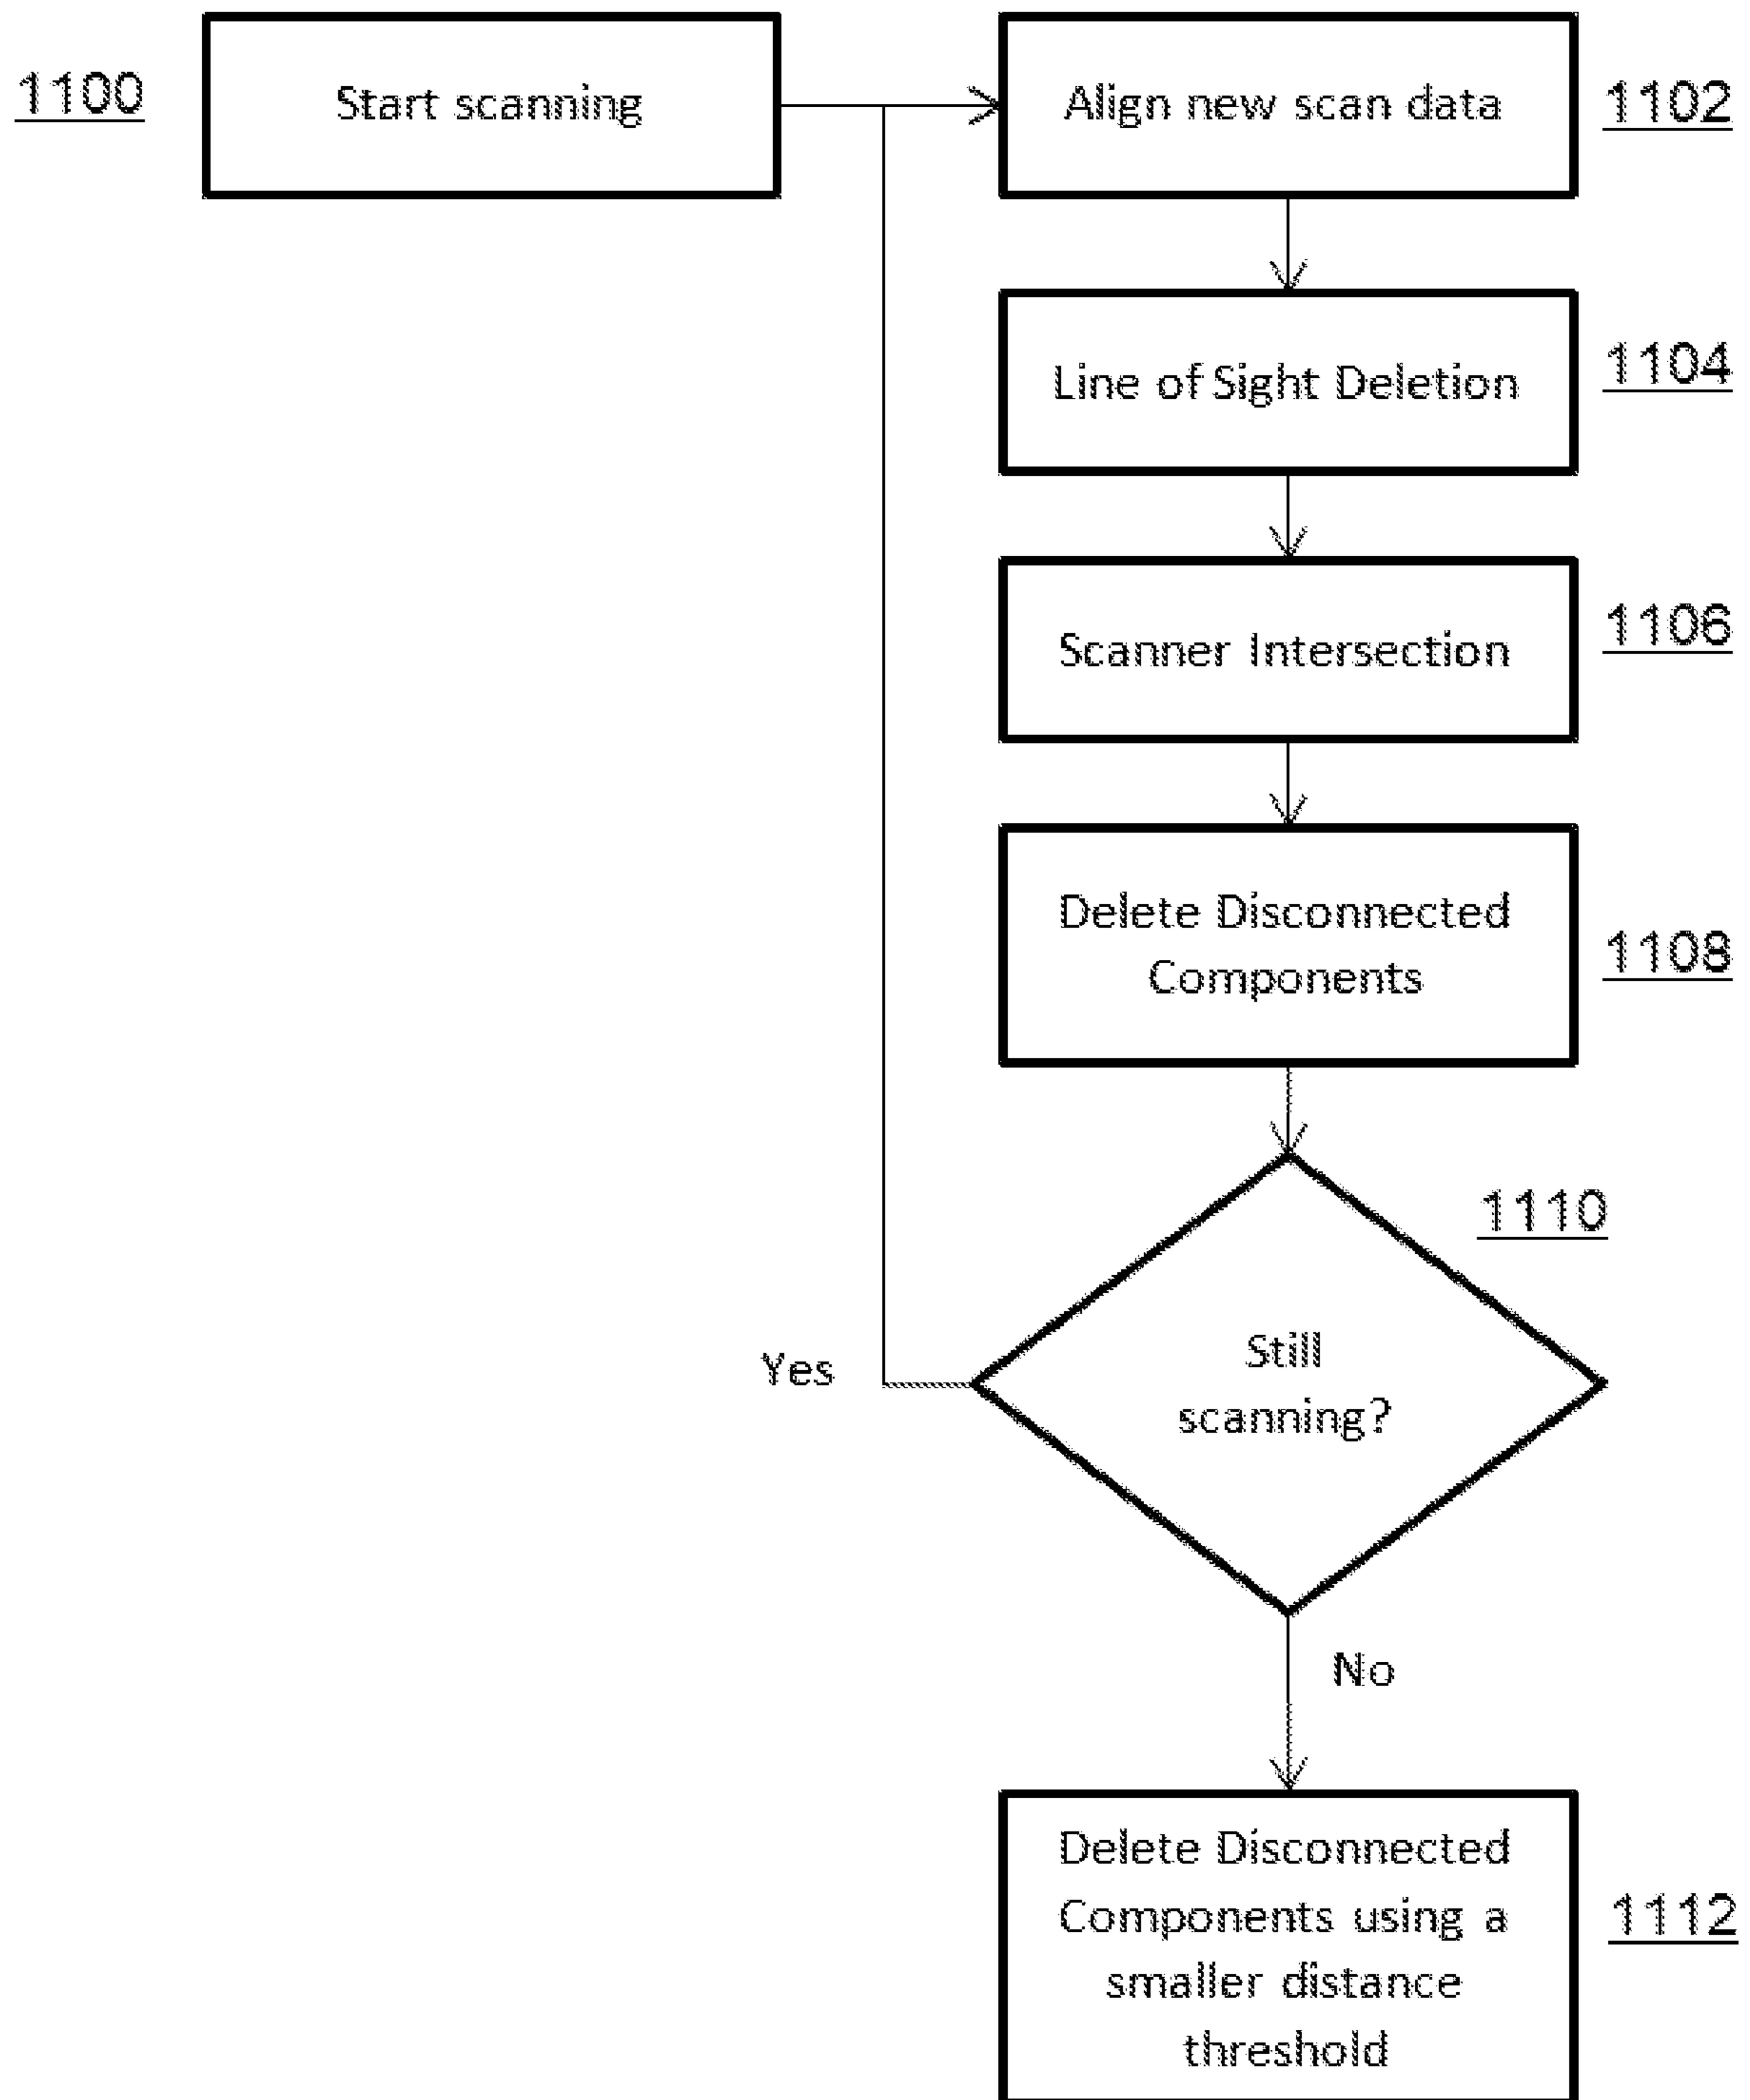 1100
Start scanning
Align new scan data
1102
Line of Sight Deletion
1104
Scanner Intersection
1106
Delete Disconnected
Components
1108
1110
Still
scanning?
Yes
No
Delete Disconnected
Components using a
smaller distance
threshold
1112